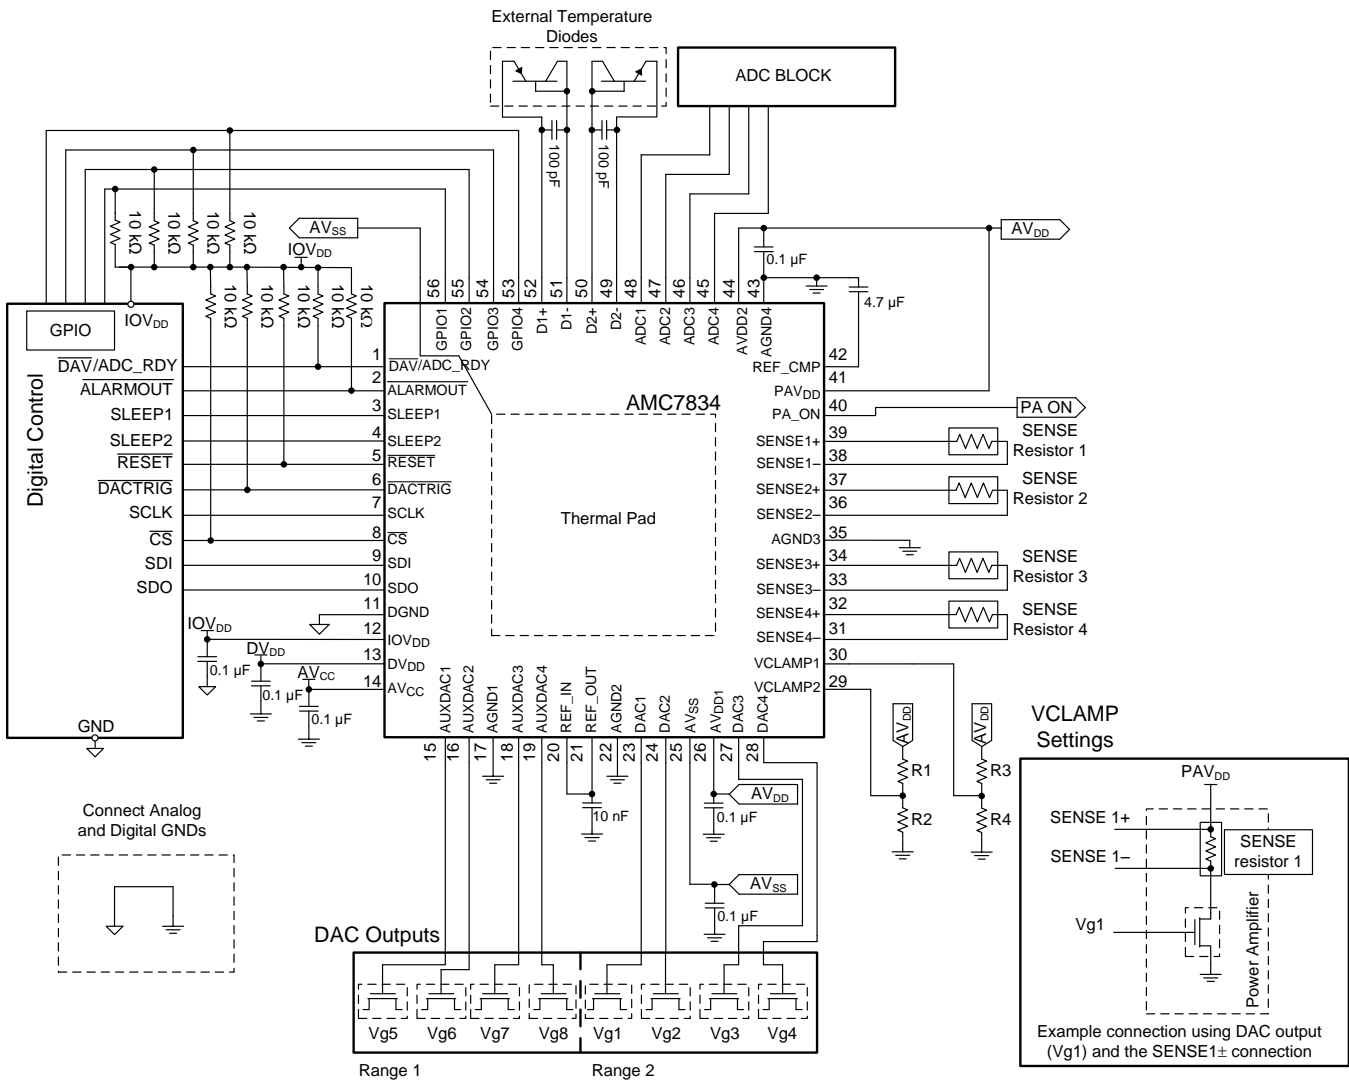 External Temperature
Diodes
ADC BLOCK
100 pF
100 pF
10 kΩ
10 kΩ
10 kΩ
10 kΩ
AVSS
IOVDD
AVDD
0.1 µF
4.7 µF
10 kΩ
10 kΩ
10 kΩ
10 kΩ
10 kΩ
IOVDD
GPIO
Digital Control
DAV/ADC_RDY
ALARMOUT
SLEEP1
SLEEP2
RESET
DACTRIG
SCLK
CS
SDI
SDO
GND
56
55
54
53
52
51
50
49
48
47
46
45
44
43
GPIO1
GPIO2
GPIO3
GPIO4
D1+
D1-
D2+
D2-
ADC1
ADC2
ADC3
ADC4
AVDD2
AGND4
AMC7834
Thermal Pad
1 DAV/ADC_RDY
2 ALARMOUT
3 SLEEP1
4 SLEEP2
5 RESET
6 DACTRIG
7 SCLK
8 CS
9 SDI
10 SDO
11 DGND
12 IOVDD
13 DVDD
14 AVCC
REF_CMP 42
PAVDD 41
PA_ON 40
SENSE1+ 39
SENSE1– 38
SENSE2+ 37
SENSE2– 36
AGND3 35
SENSE3+ 34
SENSE3– 33
SENSE4+ 32
SENSE4– 31
VCLAMP1 30
VCLAMP2 29
PA ON
SENSE
Resistor 1
SENSE
Resistor 2
SENSE
Resistor 3
SENSE
Resistor 4
IOVDD
0.1 µF
DVDD
0.1 µF
AVCC
0.1 µF
AUXDAC1
AUXDAC2
AGND1
AUXDAC3
AUXDAC4
REF_IN
REF_OUT
AGND2
DAC1
DAC2
AVSS
AVDD1
DAC3
DAC4
15
16
17
18
19
20
21
22
23
24
25
26
27
28
10 nF
AVDD
0.1 µF
AVSS
0.1 µF
AVDD
R1
R2
AVDD
R3
R4
Connect Analog
and Digital GNDs
DAC Outputs
Vg5
Vg6
Vg7
Vg8
Vg1
Vg2
Vg3
Vg4
Range 1
Range 2
VCLAMP
Settings
PAVDD
SENSE 1+
SENSE 1–
SENSE
resistor 1
Vg1
Power Amplifier
Example connection using DAC output
(Vg1) and the SENSE1± connection